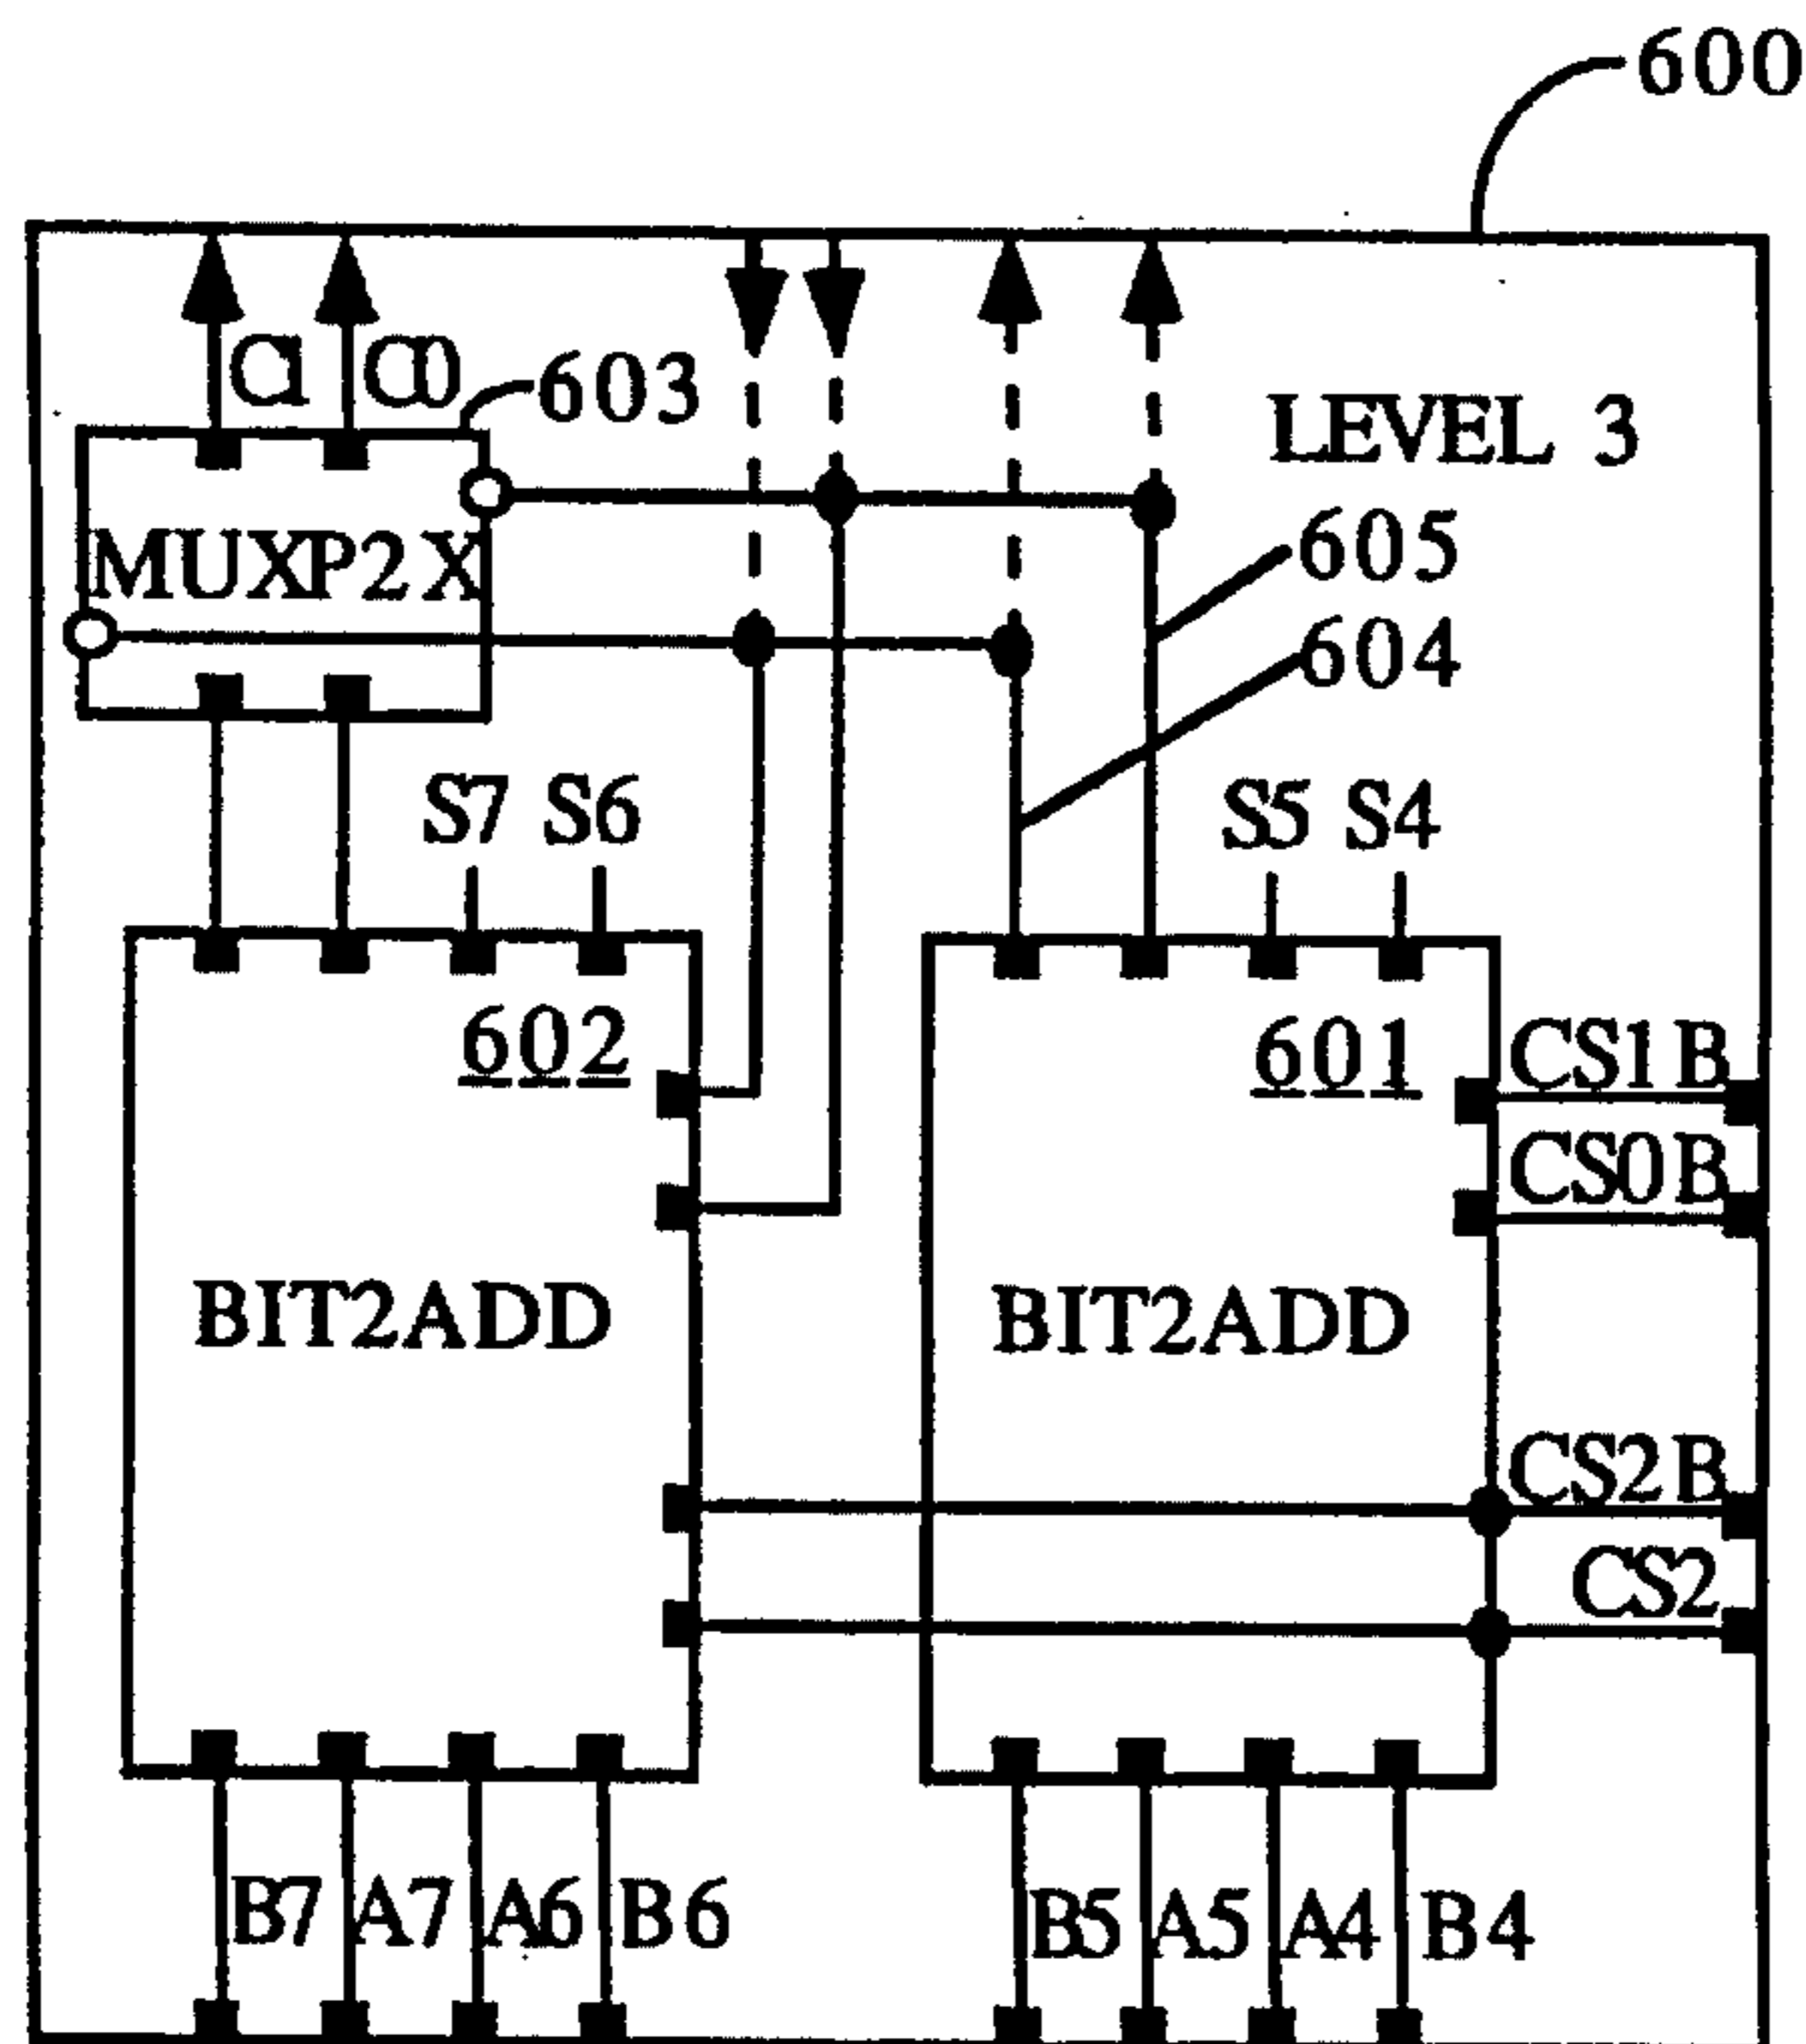 600
C1 C0 603
LEVEL 3
MUXP2X
605
604
S7 S6 S5 S4
602 601
CS1B
CS0B
BIT2ADD BIT2ADD
CS2B
CS2
B7 A7 A6 B6 B5 A5 A4 B4